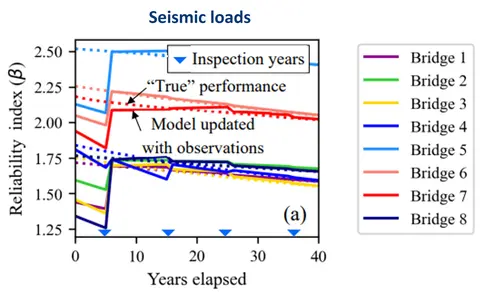 Seismic loads
Reliability index (β)
2.50
2.25
2.00
1.75
1.50
1.25
Inspection years
“True” performance
Model updated
with observations
(a)
0
10
20
30
40
Years elapsed
Bridge 1
Bridge 2
Bridge 3
Bridge 4
Bridge 5
Bridge 6
Bridge 7
Bridge 8